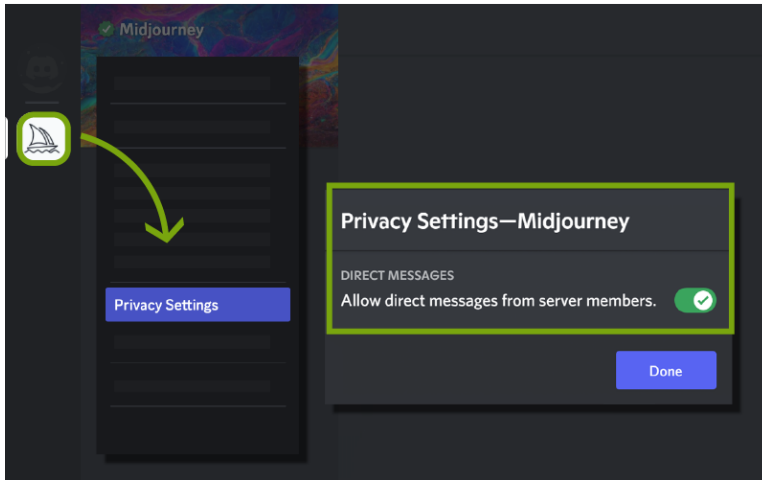 Midjourney
Privacy Settings
Privacy Settings—Midjourney
DIRECT MESSAGES
Allow direct messages from server members.
Done